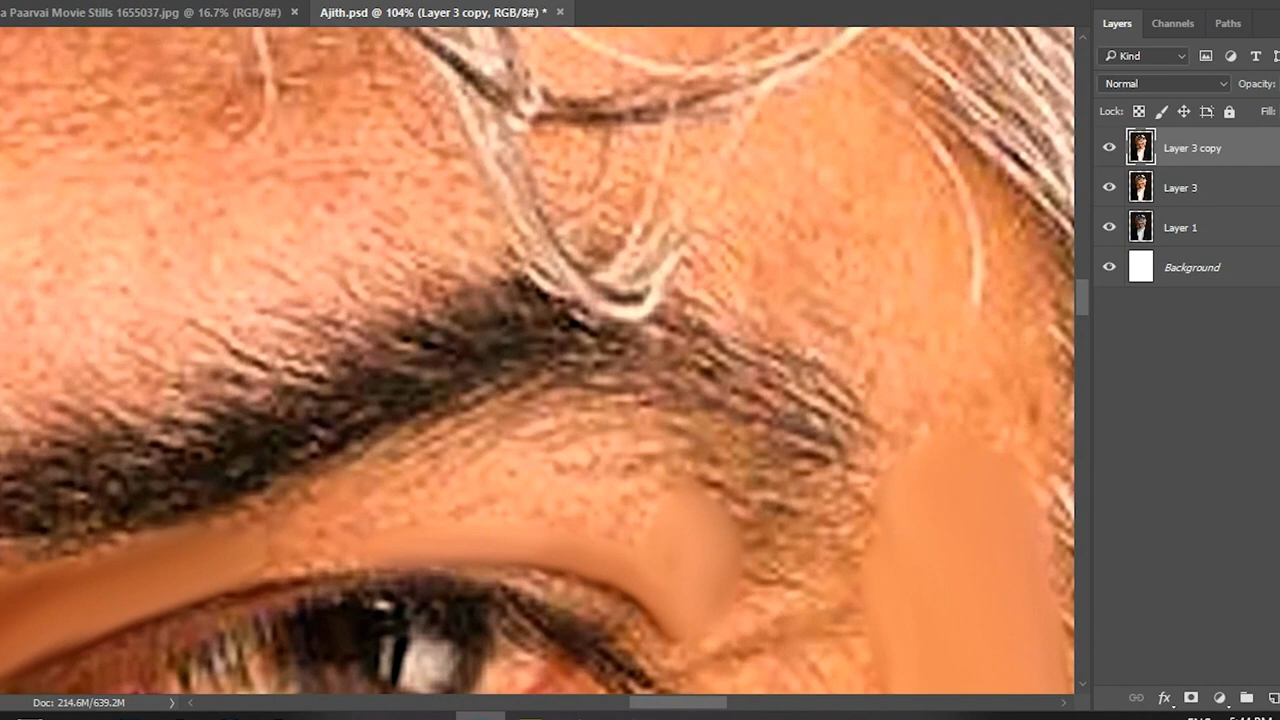 a Paarvai Movie Stills 1655037.jpg @ 16.7% (RGB/8#) ×
Ajith.psd @ 104% (Layer 3 copy, RGB/8#) * ×
Layers Channels Paths
Kind T
Normal Opacity:
Lock: Fill:
Layer 3 copy
Layer 3
Layer 1
Background
Doc: 214.6M/639.2M
fx